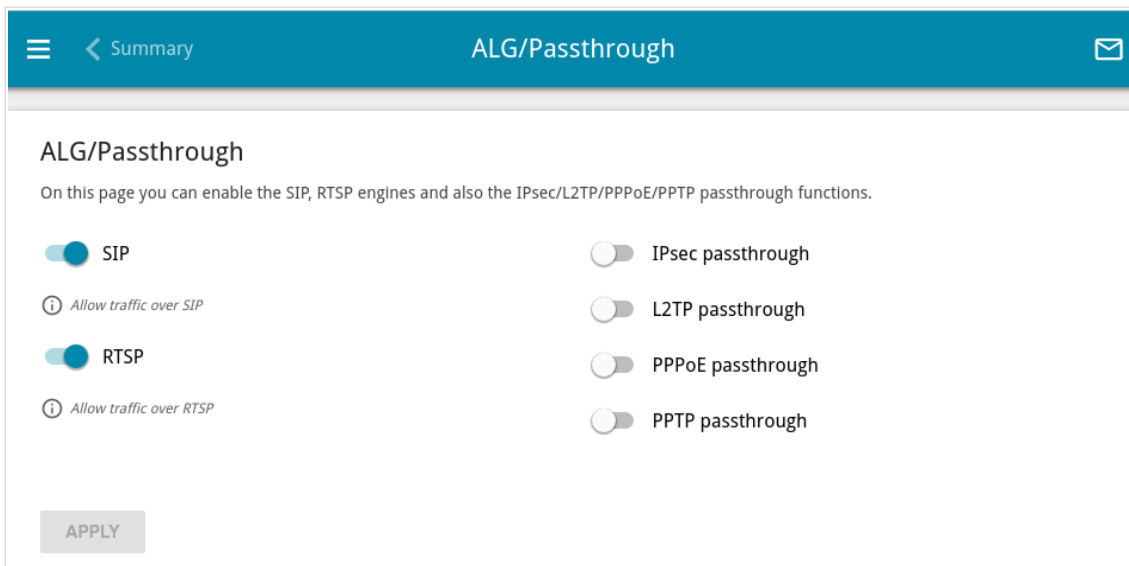 Summary
ALG/Passthrough
ALG/Passthrough
On this page you can enable the SIP, RTSP engines and also the IPsec/L2TP/PPPoE/PPTP passthrough functions.
SIP
Allow traffic over SIP
RTSP
Allow traffic over RTSP
IPsec passthrough
L2TP passthrough
PPPoE passthrough
PPTP passthrough
APPLY